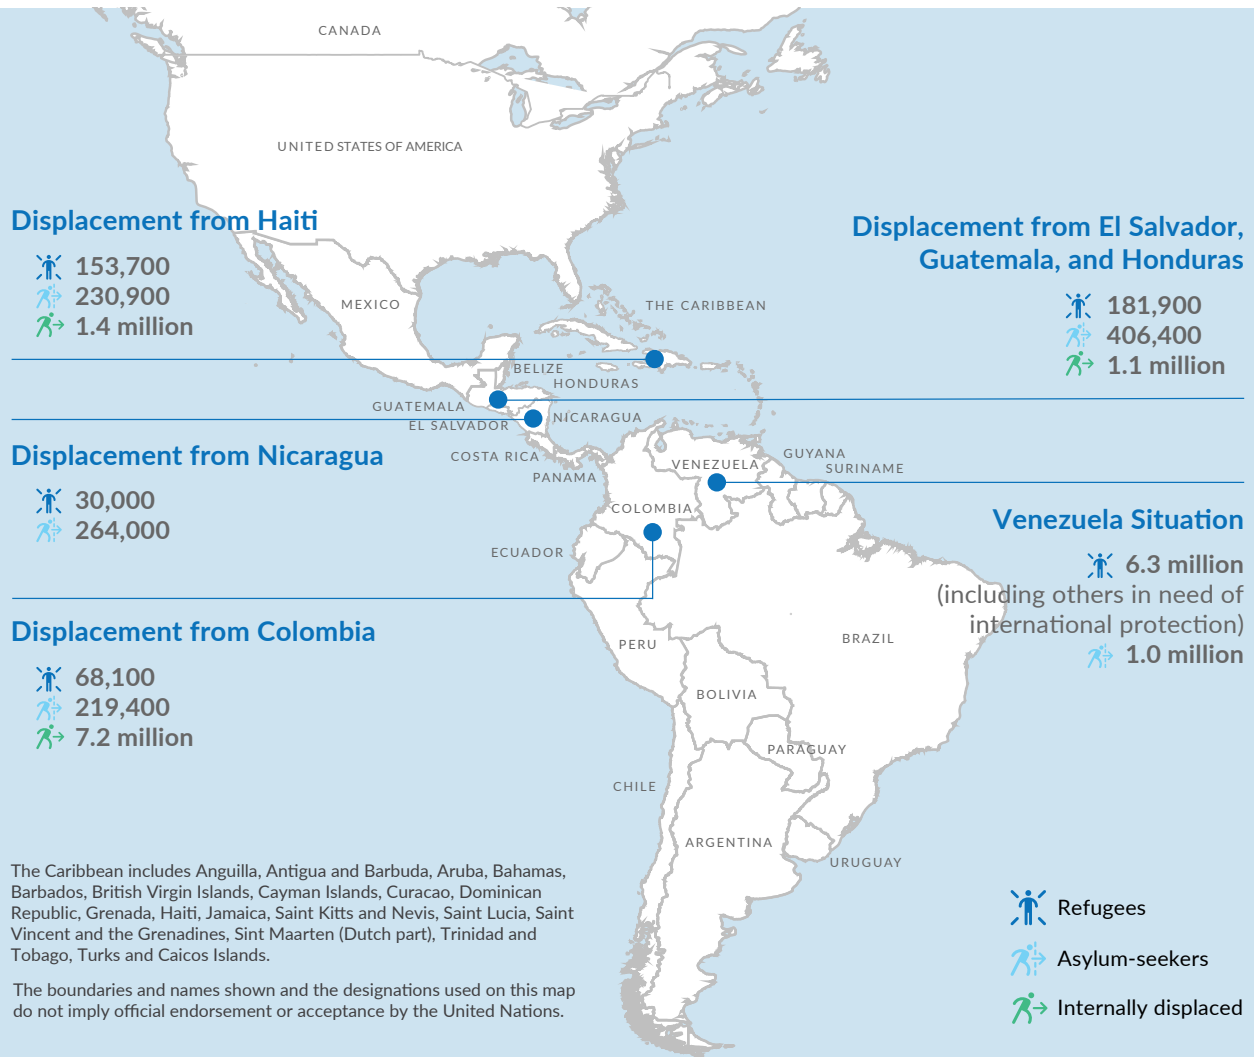 CANADA
UNITED STATES OF AMERICA
Displacement from Haiti
153,700
230,900
1.4 million
Displacement from El Salvador,
Guatemala, and Honduras
181,900
406,400
1.1 million
MEXICO
THE CARIBBEAN
BELIZE
HONDURAS
GUATEMALA
EL SALVADOR
NICARAGUA
COSTA RICA
PANAMA
Displacement from Nicaragua
30,000
264,000
VENEZUELA
GUYANA
SURINAME
COLOMBIA
ECUADOR
Venezuela Situation
6.3 million
(including others in need of
international protection)
1.0 million
Displacement from Colombia
68,100
219,400
7.2 million
PERU
BRAZIL
BOLIVIA
PARAGUAY
CHILE
ARGENTINA
URUGUAY
The Caribbean includes Anguilla, Antigua and Barbuda, Aruba, Bahamas,
Barbados, British Virgin Islands, Cayman Islands, Curacao, Dominican
Republic, Grenada, Haiti, Jamaica, Saint Kitts and Nevis, Saint Lucia, Saint
Vincent and the Grenadines, Sint Maarten (Dutch part), Trinidad and
Tobago, Turks and Caicos Islands.
The boundaries and names shown and the designations used on this map
do not imply official endorsement or acceptance by the United Nations.
Refugees
Asylum-seekers
Internally displaced